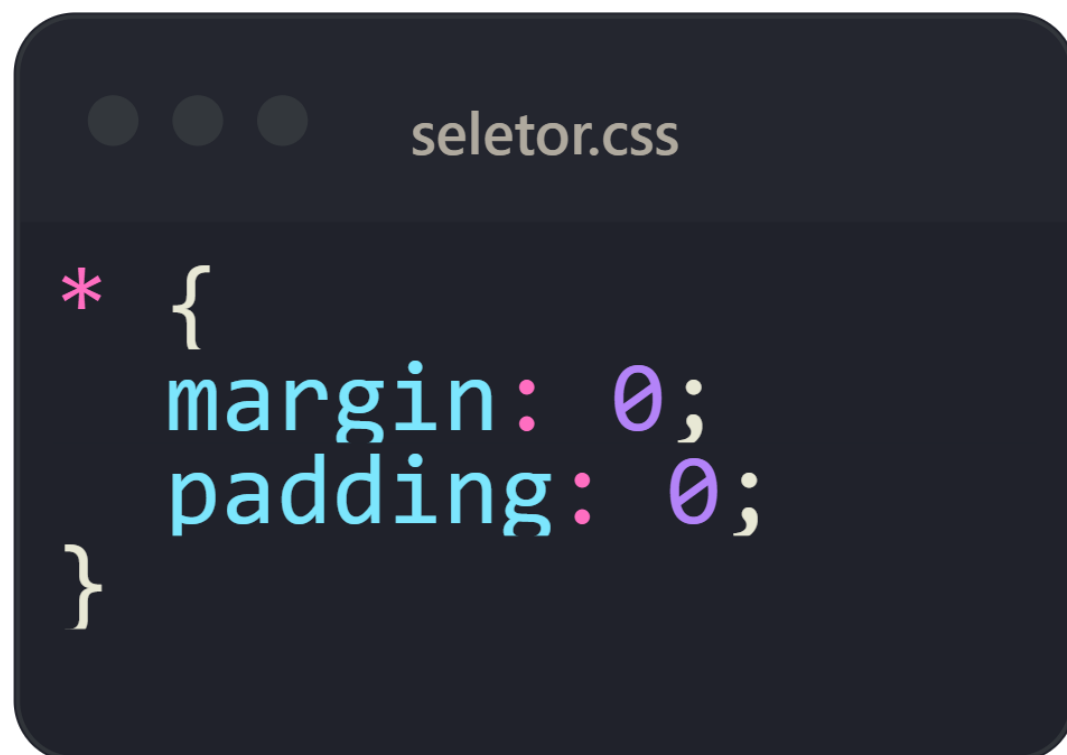 seletor.css
* {
  margin: 0;
  padding: 0;
}